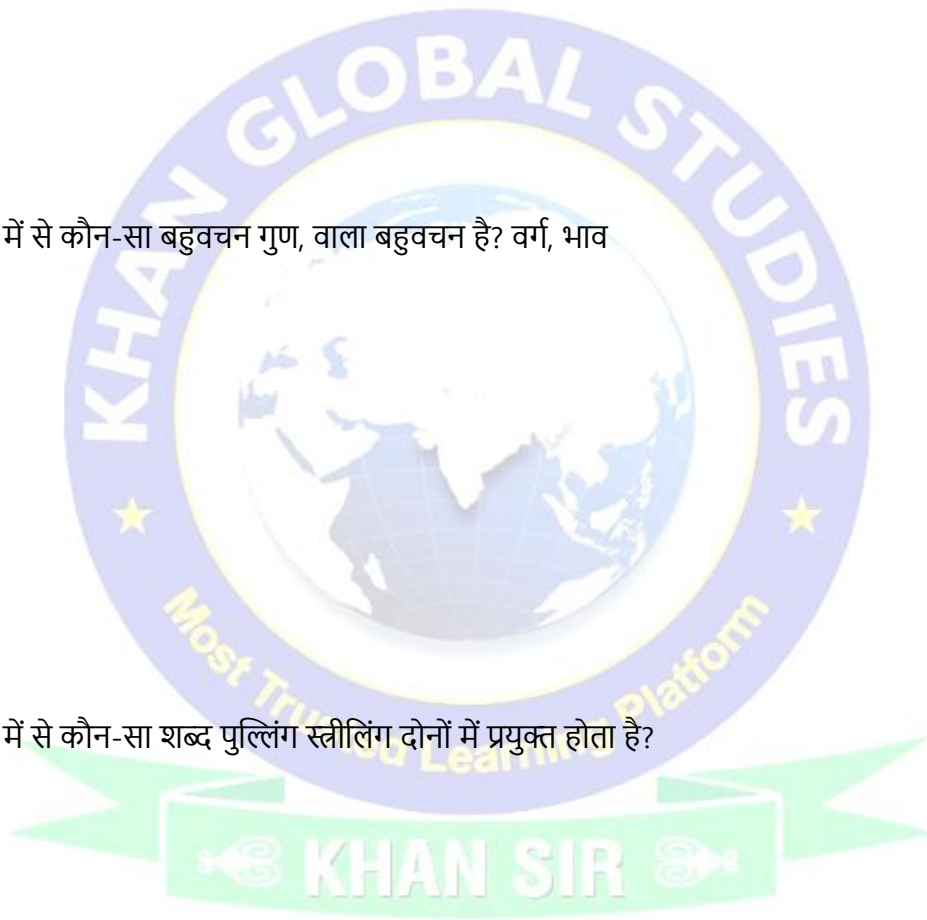 KHAN GLOBAL STUDIES
में से कौन-सा बहुवचन गुण, वाला बहुवचन है? वर्ग, भाव
Most Trusted Learning Platform
में से कौन-सा शब्द पुल्लिंग स्त्रीलिंग दोनों में प्रयुक्त होता है?
KHAN SIR